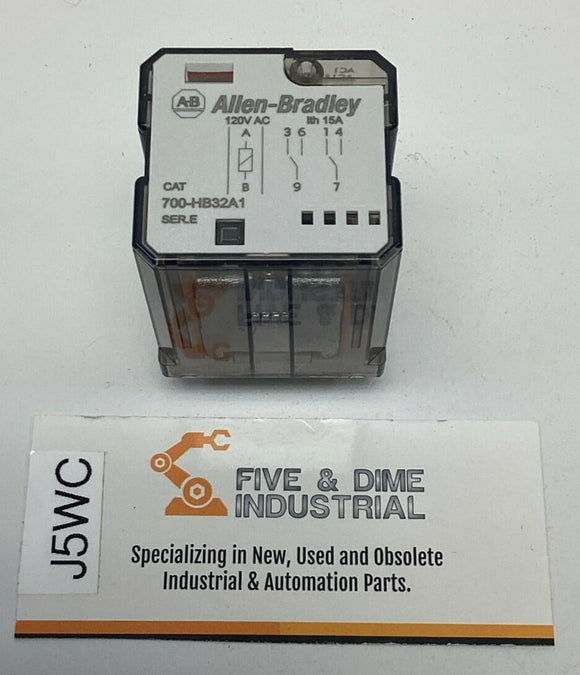 A-B Allen-Bradley
120V AC Ith 15A
A 3 6 1 4
B 9 7
CAT
700-HB32A1
SER.E
J5WC
FIVE & DIME
INDUSTRIAL
Specializing in New, Used and Obsolete
Industrial & Automation Parts.